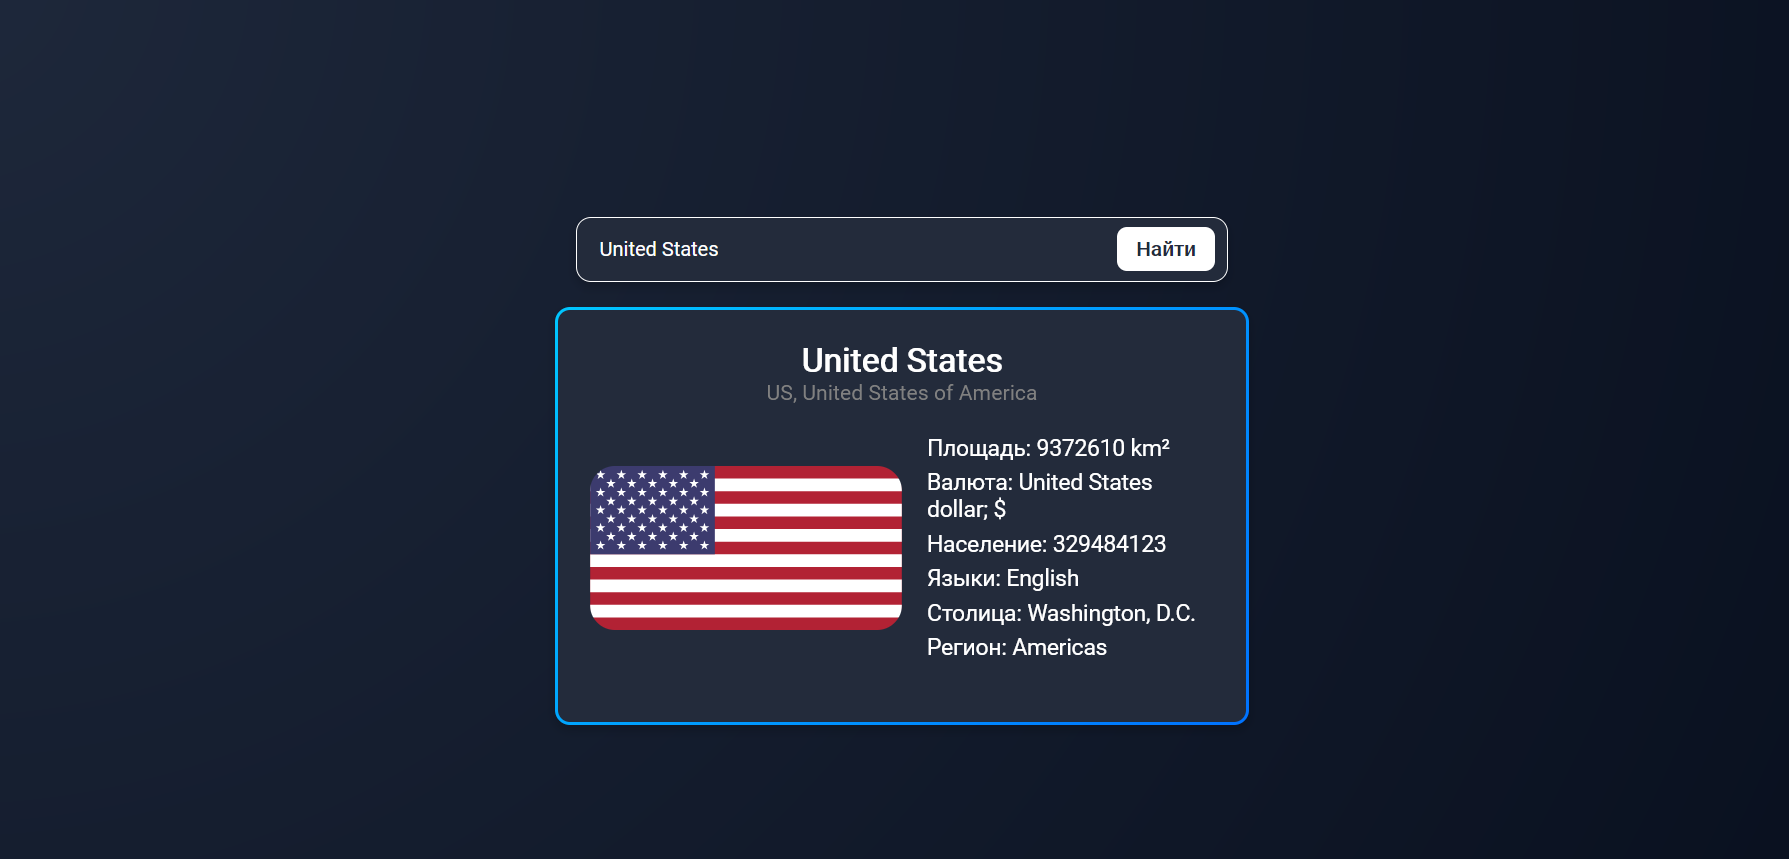 United States
Найти
United States
US, United States of America
Площадь: 9372610 km²
Валюта: United States
dollar; $
Население: 329484123
Языки: English
Столица: Washington, D.C.
Регион: Americas